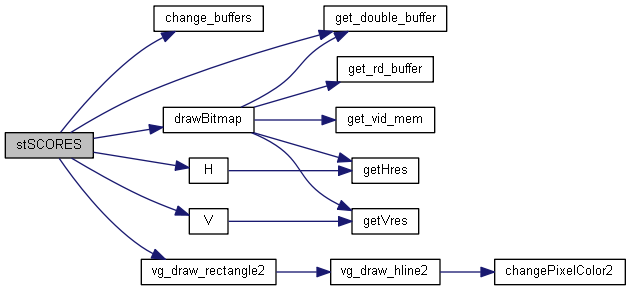 change_buffers
get_double_buffer
get_rd_buffer
drawBitmap
get_vid_mem
stSCORES
H
getHres
V
getVres
vg_draw_rectangle2
vg_draw_hline2
changePixelColor2